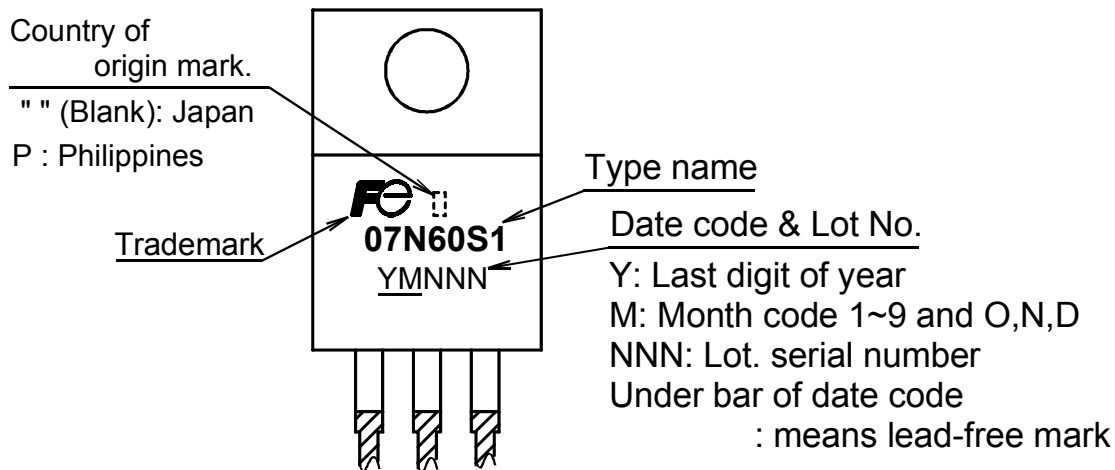 Country of
origin mark.
" " (Blank): Japan
P : Philippines
Trademark
Fe
07N60S1
YMNNN
Type name
Date code & Lot No.
Y: Last digit of year
M: Month code 1~9 and O,N,D
NNN: Lot. serial number
Under bar of date code
: means lead-free mark